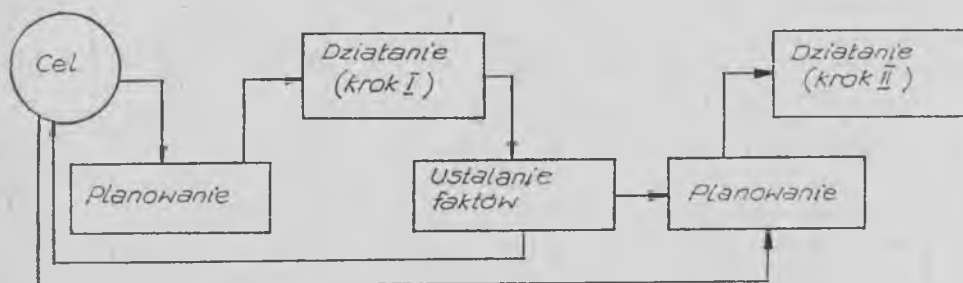 Cel
Działanie
(krok I)
Działanie
(krok II)
Planowanie
Ustalanie
faktów
Planowanie